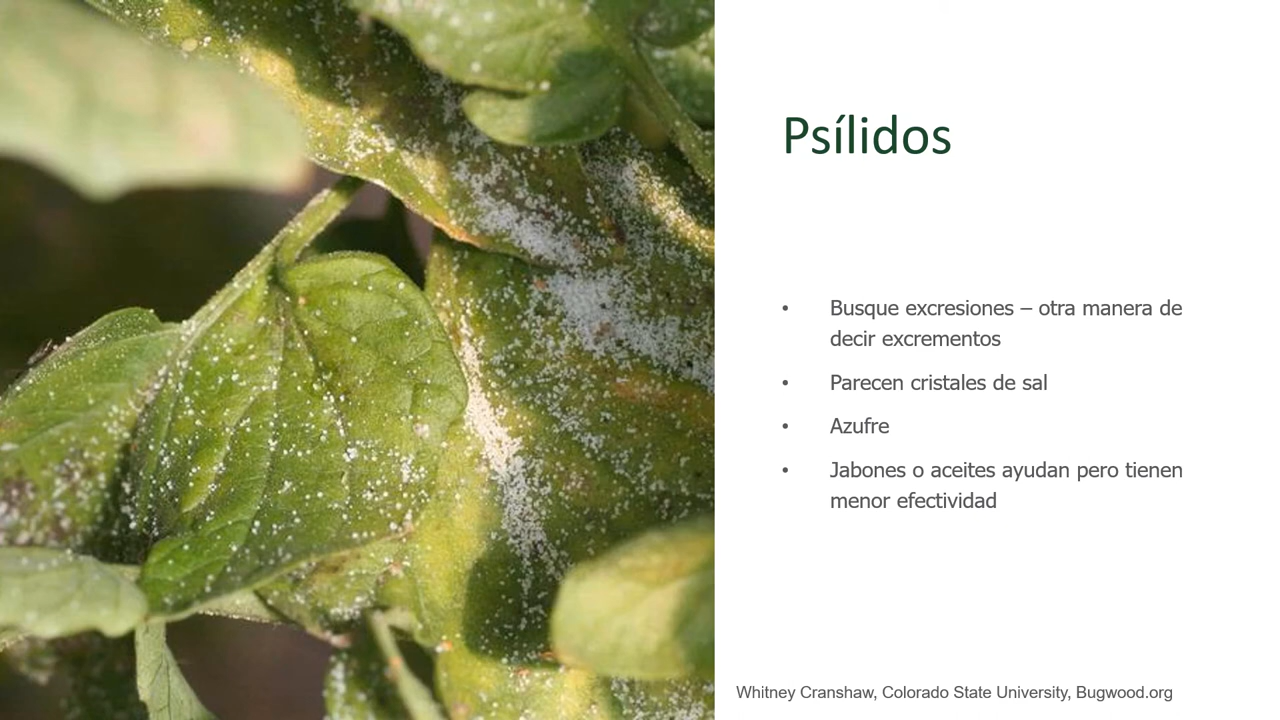 Psílidos
• Busque excresiones – otra manera de
decir excrementos
• Parecen cristales de sal
• Azufre
• Jabones o aceites ayudan pero tienen
menor efectividad
Whitney Cranshaw, Colorado State University, Bugwood.org